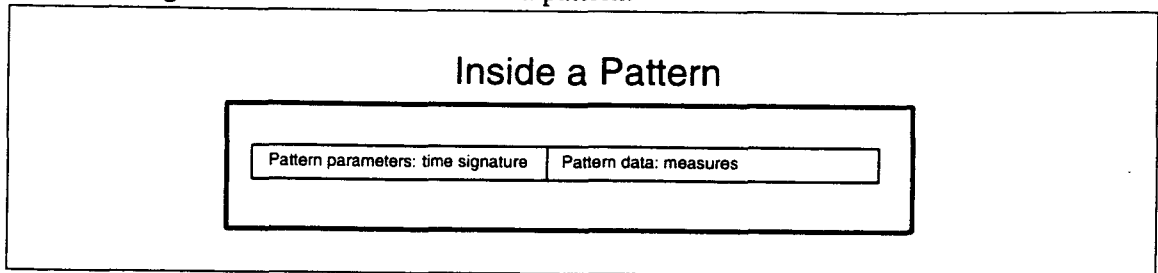 Inside a Pattern
Pattern parameters: time signature
Pattern data: measures